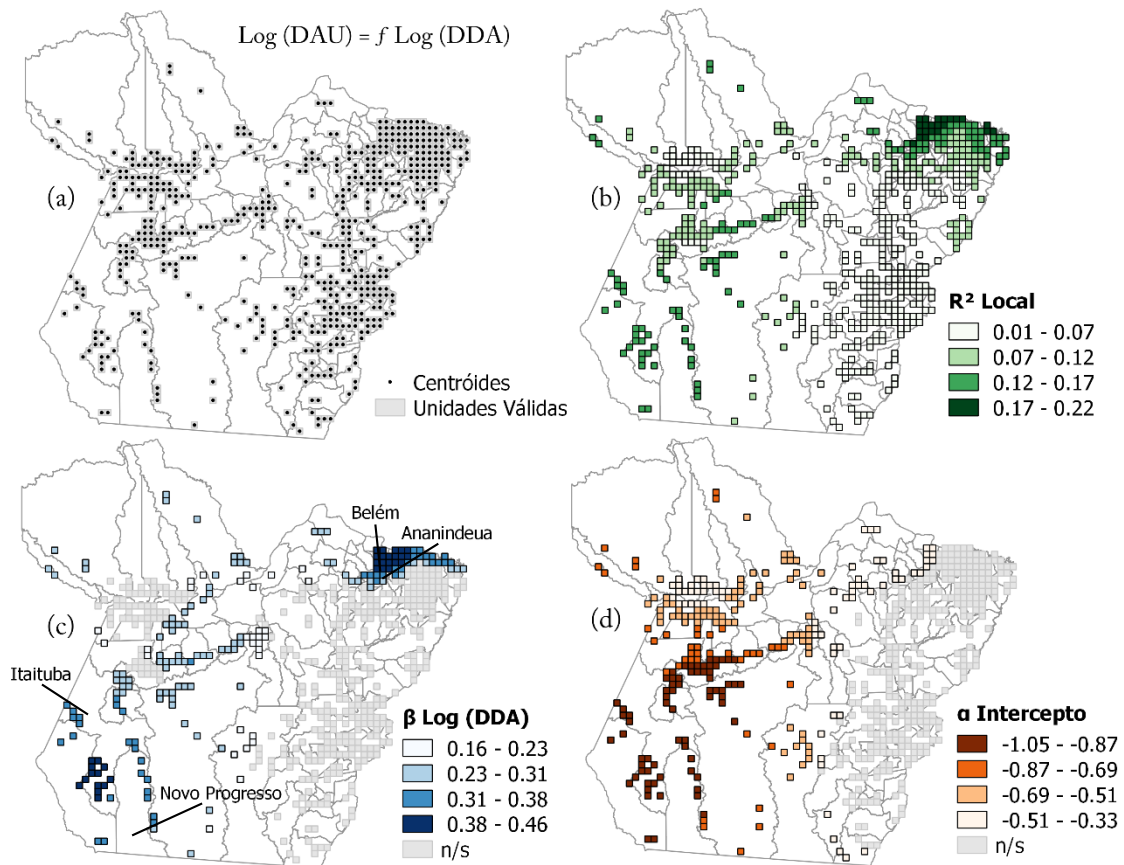 Log (DAU) = f Log (DDA)
(a)
Centróides
Unidades Válidas
(b)
R² Local
0.01 - 0.07
0.07 - 0.12
0.12 - 0.17
0.17 - 0.22
Belém
Ananindeua
(c)
Itaituba
Novo Progresso
β Log (DDA)
0.16 - 0.23
0.23 - 0.31
0.31 - 0.38
0.38 - 0.46
n/s
(d)
α Intercepto
-1.05 - -0.87
-0.87 - -0.69
-0.69 - -0.51
-0.51 - -0.33
n/s